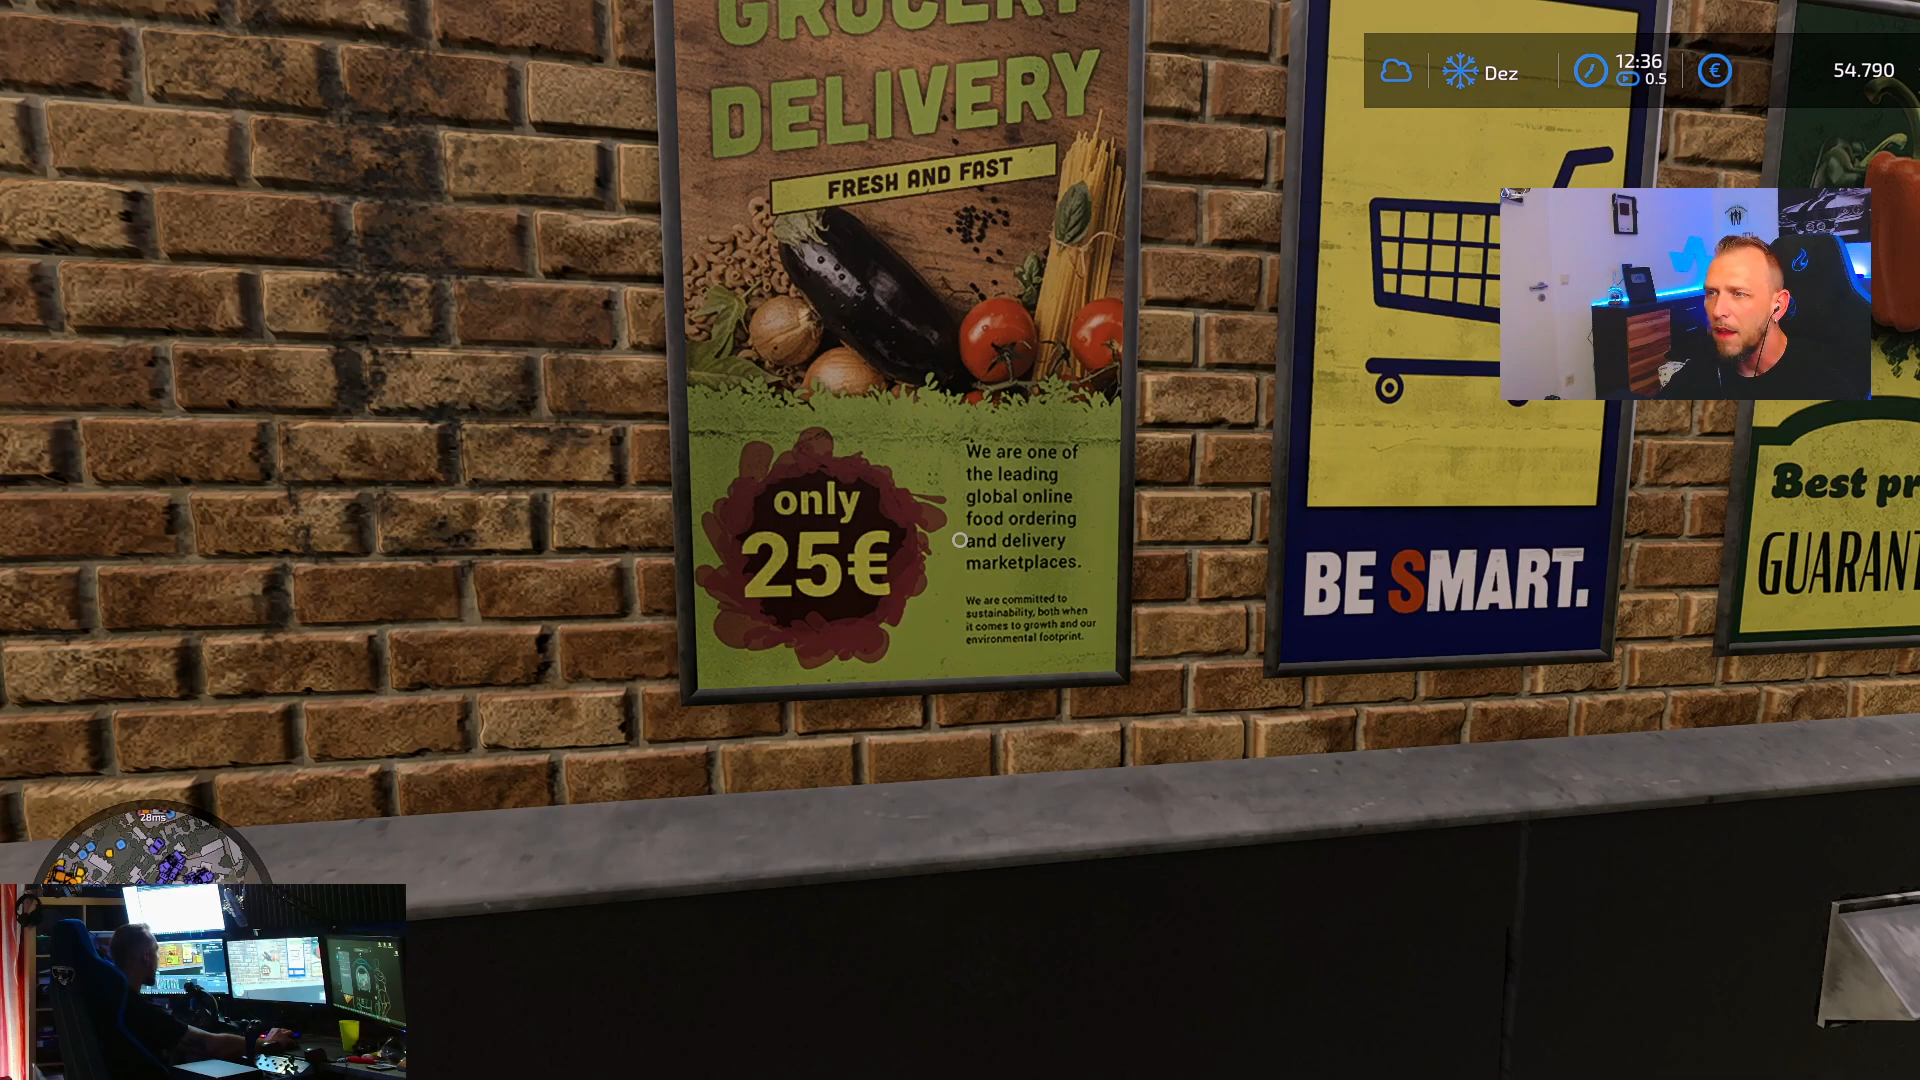 GROCERY
DELIVERY
FRESH AND FAST
only
25€
We are one of
the leading
global online
food ordering
and delivery
marketplaces.
We are committed to
sustainability, both when
it comes to growth and our
environmental footprint.
BE SMART.
Best pr
GUARANT
Dez
12:36
0.5
€
54.790
28ms